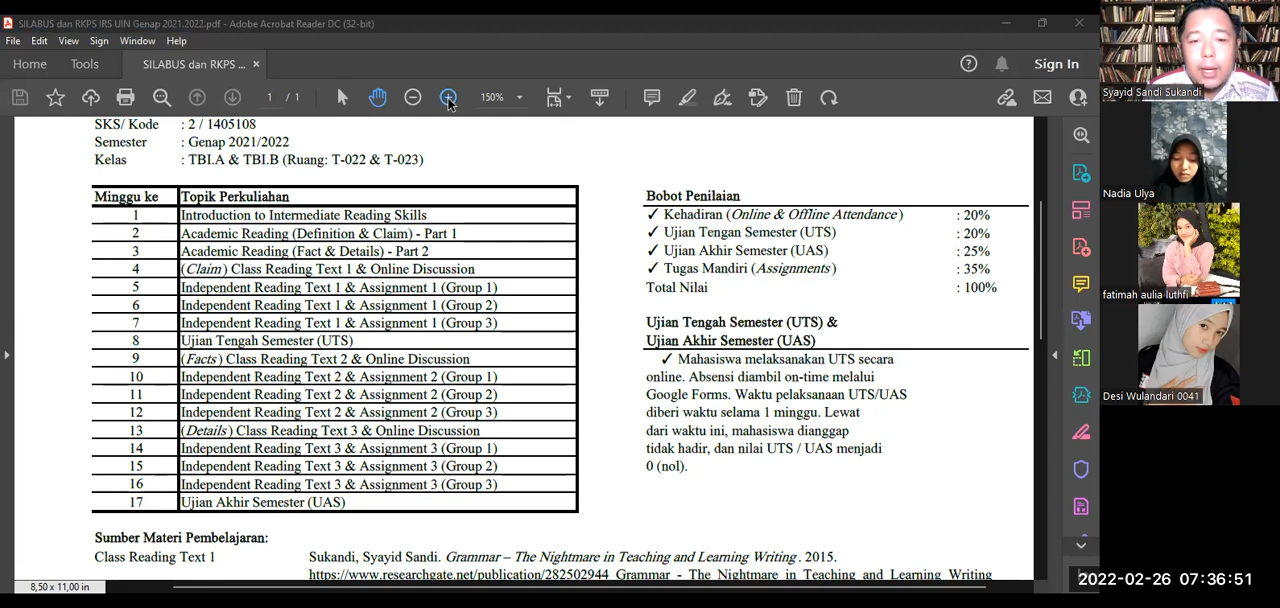 SILABUS dan RKPS IRS UIN Genap 2021.2022.pdf - Adobe Acrobat Reader DC (32-bit)
File Edit View Sign Window Help
Home Tools SILABUS dan RKPS ... × Sign In
1 / 1 150%
SKS/ Kode : 2 / 1405108
Semester : Genap 2021/2022
Kelas : TBI.A & TBI.B (Ruang: T-022 & T-023)
Minggu ke Topik Perkuliahan
1 Introduction to Intermediate Reading Skills
2 Academic Reading (Definition & Claim) - Part 1
3 Academic Reading (Fact & Details) - Part 2
4 (Claim) Class Reading Text 1 & Online Discussion
5 Independent Reading Text 1 & Assignment 1 (Group 1)
6 Independent Reading Text 1 & Assignment 1 (Group 2)
7 Independent Reading Text 1 & Assignment 1 (Group 3)
8 Ujian Tengah Semester (UTS)
9 (Facts) Class Reading Text 2 & Online Discussion
10 Independent Reading Text 2 & Assignment 2 (Group 1)
11 Independent Reading Text 2 & Assignment 2 (Group 2)
12 Independent Reading Text 2 & Assignment 2 (Group 3)
13 (Details) Class Reading Text 3 & Online Discussion
14 Independent Reading Text 3 & Assignment 3 (Group 1)
15 Independent Reading Text 3 & Assignment 3 (Group 2)
16 Independent Reading Text 3 & Assignment 3 (Group 3)
17 Ujian Akhir Semester (UAS)
Bobot Penilaian
✓ Kehadiran (Online & Offline Attendance) : 20%
✓ Ujian Tengan Semester (UTS) : 20%
✓ Ujian Akhir Semester (UAS) : 25%
✓ Tugas Mandiri (Assignments) : 35%
Total Nilai : 100%
Ujian Tengah Semester (UTS) &
Ujian Akhir Semester (UAS)
✓ Mahasiswa melaksanakan UTS secara
online. Absensi diambil on-time melalui
Google Forms. Waktu pelaksanaan UTS/UAS
diberi waktu selama 1 minggu. Lewat
dari waktu ini, mahasiswa dianggap
tidak hadir, dan nilai UTS / UAS menjadi
0 (nol).
Sumber Materi Pembelajaran:
Class Reading Text 1 Sukandi, Syayid Sandi. Grammar – The Nightmare in Teaching and Learning Writing. 2015.
https://www.researchgate.net/publication/282502944 Grammar - The Nightmare in Teaching and Learning Writing
8,50 x 11,00 in
Syayid Sandi Sukandi
Nadia Ulya
fatimah aulia luthfi
Desi Wulandari 0041
2022-02-26 07:36:51